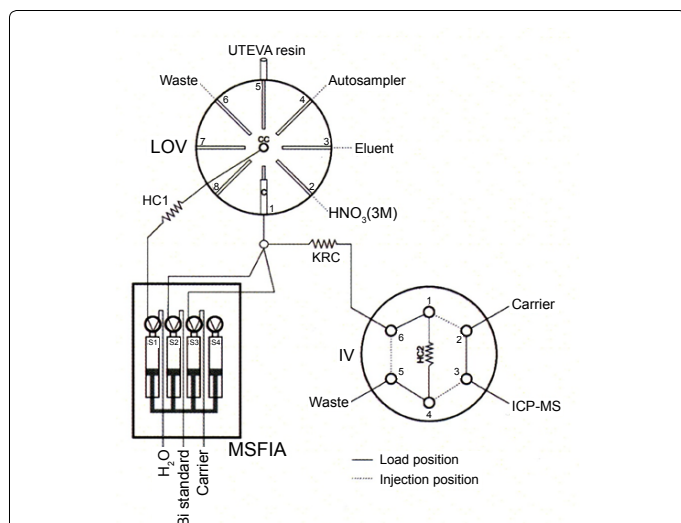 UTEVA resin
Waste
Autosampler
5
6
4
LOV
7
CC
3
Eluent
8
2
C
1
HNO3(3M)
HC1
KRC
S1
S2
S3
S4
IV
1
Carrier
6
2
HC2
5
3
Waste
4
ICP-MS
MSFIA
H2O
Bi standard
Carrier
Load position
Injection position